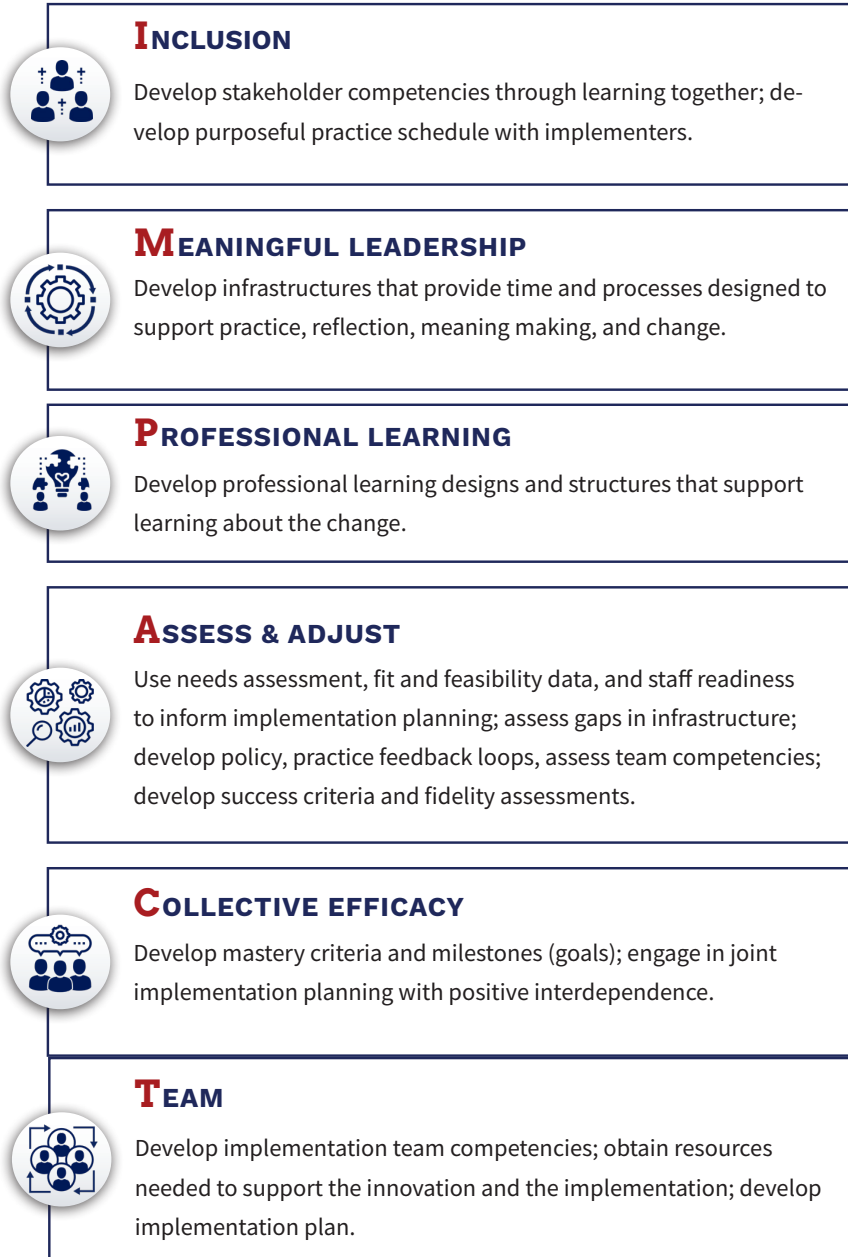 INCLUSION
Develop stakeholder competencies through learning together; de-
velop purposeful practice schedule with implementers.
MEANINGFUL LEADERSHIP
Develop infrastructures that provide time and processes designed to
support practice, reflection, meaning making, and change.
PROFESSIONAL LEARNING
Develop professional learning designs and structures that support
learning about the change.
ASSESS & ADJUST
Use needs assessment, fit and feasibility data, and staff readiness
to inform implementation planning; assess gaps in infrastructure;
develop policy, practice feedback loops, assess team competencies;
develop success criteria and fidelity assessments.
COLLECTIVE EFFICACY
Develop mastery criteria and milestones (goals); engage in joint
implementation planning with positive interdependence.
TEAM
Develop implementation team competencies; obtain resources
needed to support the innovation and the implementation; develop
implementation plan.